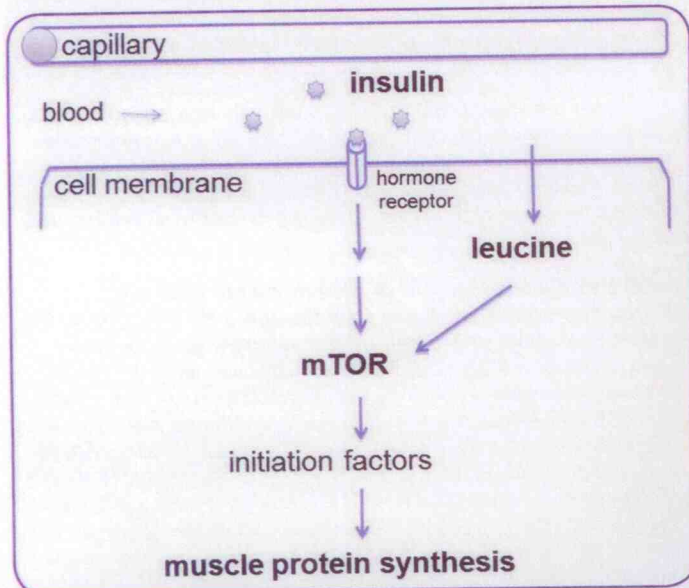 capillary
insulin
blood
cell membrane
hormone
receptor
leucine
mTOR
initiation factors
muscle protein synthesis